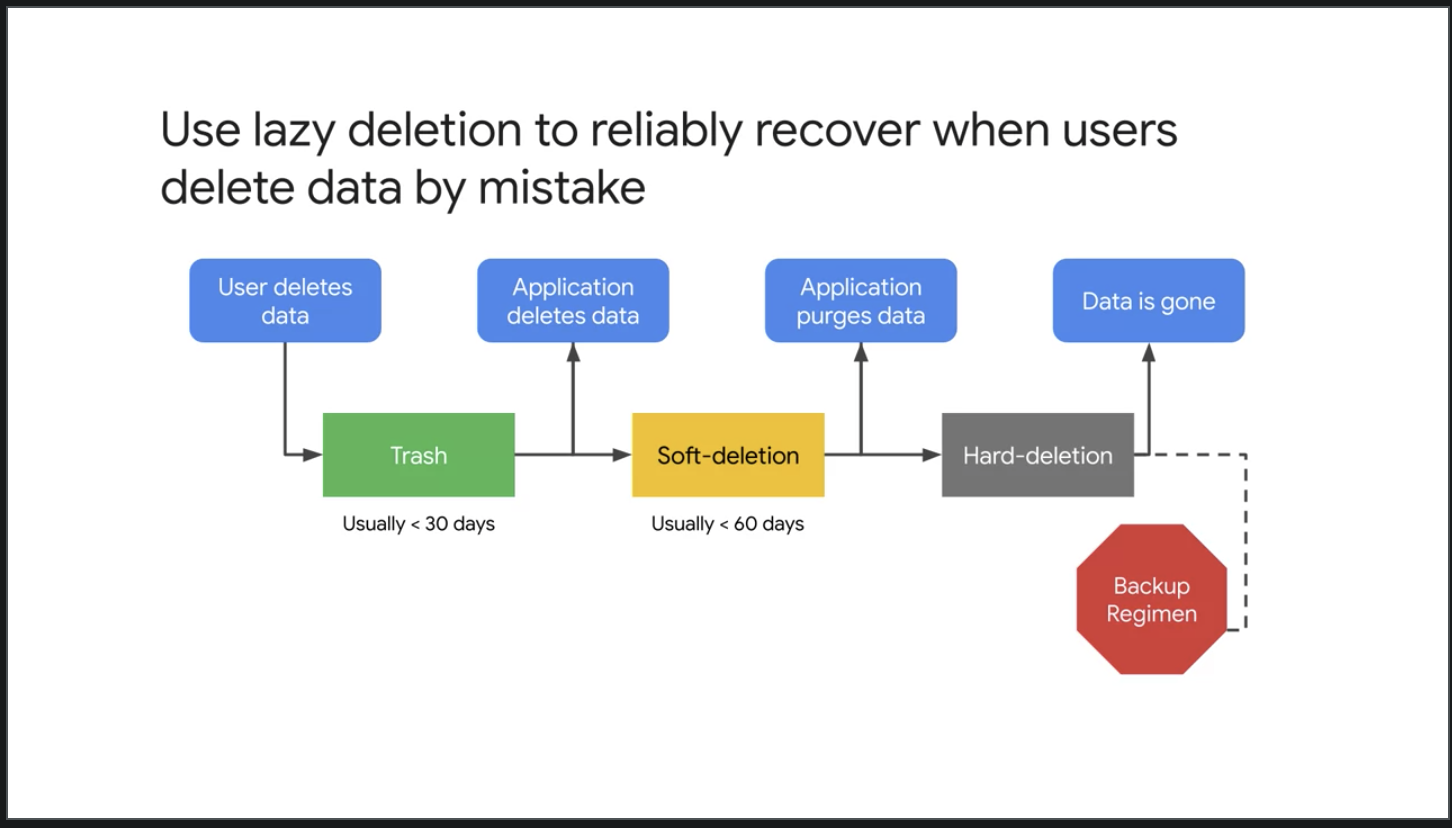 Use lazy deletion to reliably recover when users
delete data by mistake
User deletes
data
Application
deletes data
Application
purges data
Data is gone
Trash
Soft-deletion
Hard-deletion
Usually < 30 days
Usually < 60 days
Backup
Regimen